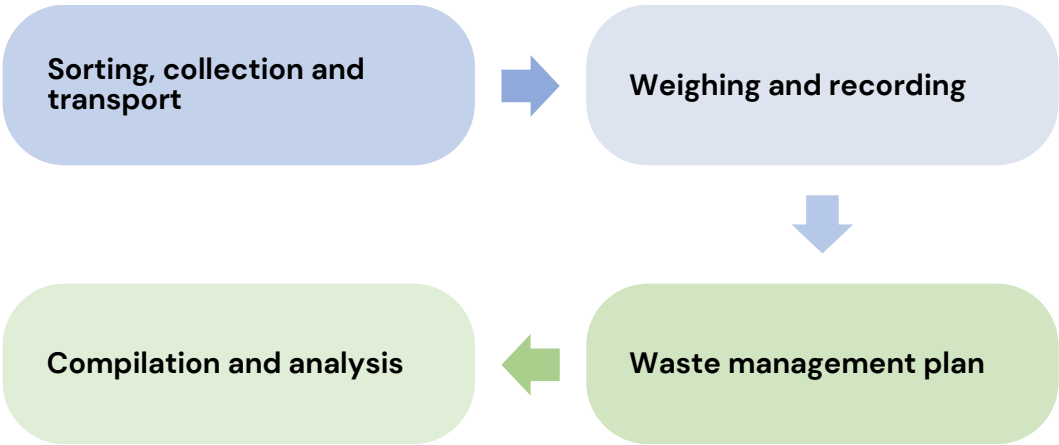 Sorting, collection and
transport
Weighing and recording
Waste management plan
Compilation and analysis